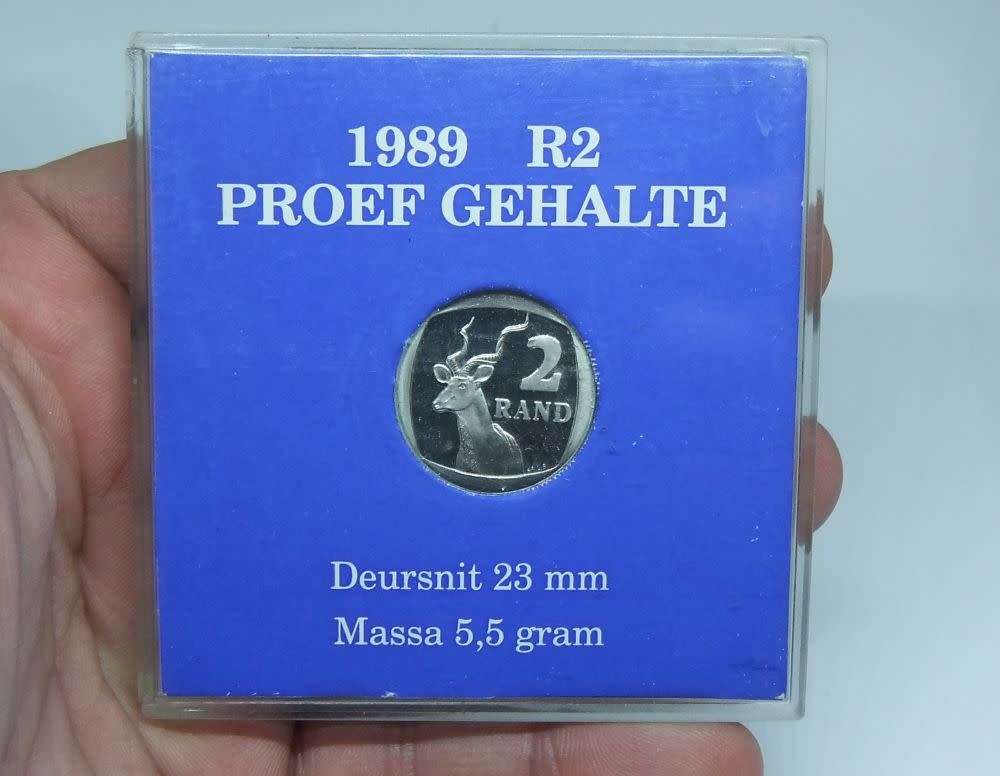 1989 R2
PROEF GEHALTE
2
RAND
Deursnit 23 mm
Massa 5,5 gram